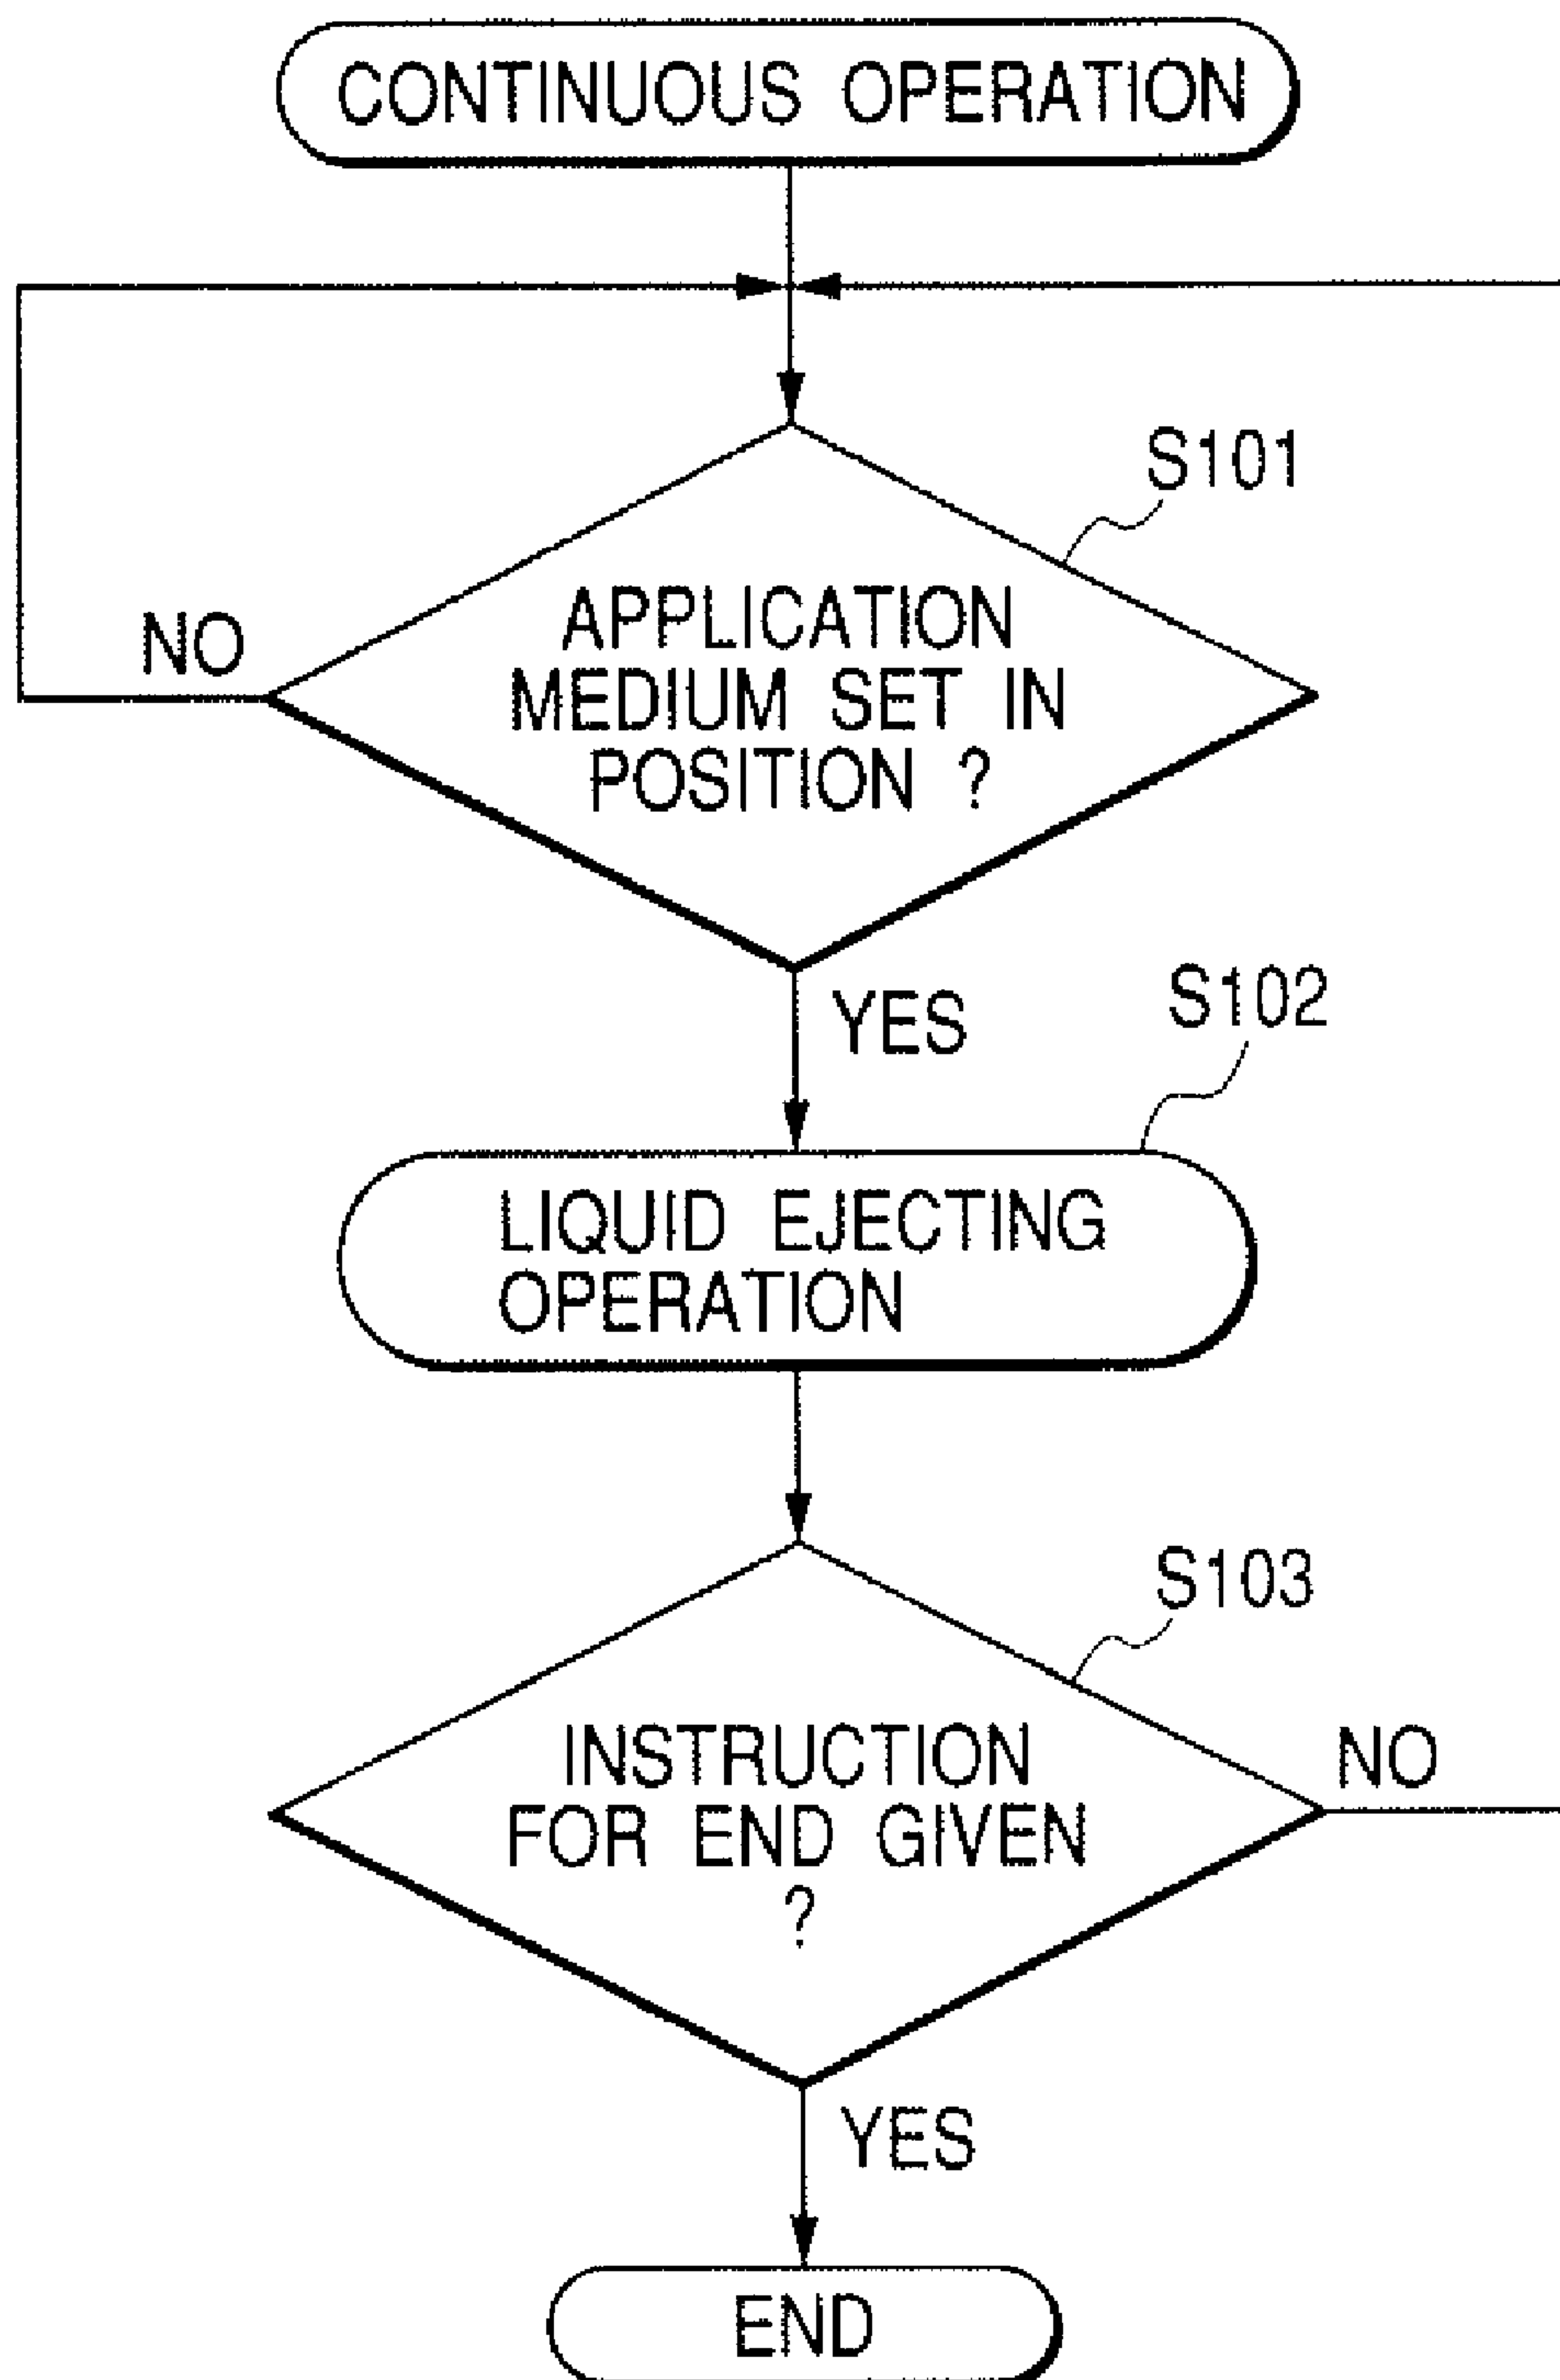 CONTINUOUS OPERATION
S101
APPLICATION
MEDIUM SET IN
POSITION ?
NO
YES
S102
LIQUID EJECTING
OPERATION
S103
INSTRUCTION
FOR END GIVEN
?
NO
YES
END